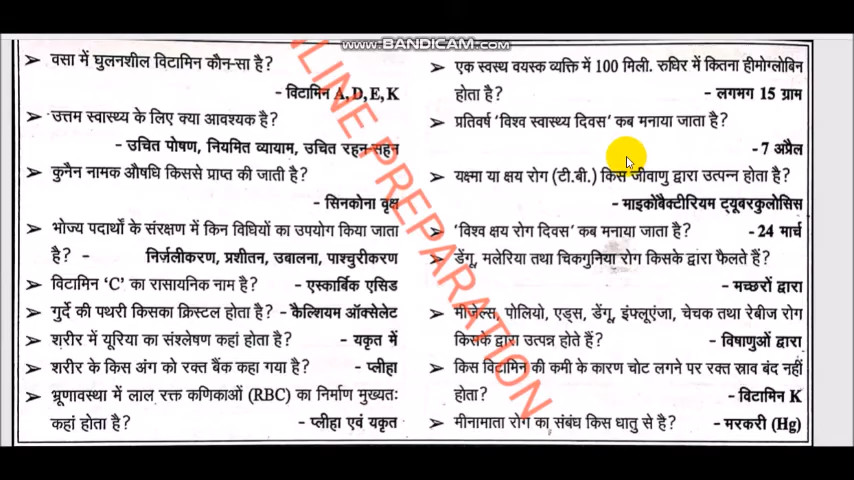 www.BANDICAM.com
➢ वसा में घुलनशील विटामिन कौन-सा है?
- विटामिन A, D, E, K
➢ उत्तम स्वास्थ्य के लिए क्या आवश्यक है?
- उचित पोषण, नियमित व्यायाम, उचित रहन-सहन
➢ कुनैन नामक औषधि किससे प्राप्त की जाती है?
- सिनकोना वृक्ष
➢ भोज्य पदार्थों के संरक्षण में किन विधियों का उपयोग किया जाता
है? - निर्जलीकरण, प्रशीतन, उबालना, पाश्चुरीकरण
➢ विटामिन ‘C’ का रासायनिक नाम है? - एस्कार्बिक एसिड
➢ गुर्दे की पथरी किसका क्रिस्टल होता है? - कैल्शियम ऑक्सेलेट
➢ शरीर में यूरिया का संश्लेषण कहां होता है? - यकृत में
➢ शरीर के किस अंग को रक्त बैंक कहा गया है? - प्लीहा
➢ भ्रूणावस्था में लाल रक्त कणिकाओं (RBC) का निर्माण मुख्यतः
कहां होता है? - प्लीहा एवं यकृत
➢ एक स्वस्थ वयस्क व्यक्ति में 100 मिली. रुधिर में कितना हीमोग्लोबिन
होता है? - लगभग 15 ग्राम
➢ प्रतिवर्ष ‘विश्व स्वास्थ्य दिवस’ कब मनाया जाता है?
- 7 अप्रैल
➢ यक्ष्मा या क्षय रोग (टी.बी.) किस जीवाणु द्वारा उत्पन्न होता है?
- माइकोबैक्टीरियम ट्यूबरकुलोसिस
➢ ‘विश्व क्षय रोग दिवस’ कब मनाया जाता है? - 24 मार्च
➢ डेंगू, मलेरिया तथा चिकगुनिया रोग किसके द्वारा फैलते हैं?
- मच्छरों द्वारा
➢ मीजेल्स, पोलियो, एड्स, डेंगू, इंफ्लूएंजा, चेचक तथा रेबीज रोग
किसके द्वारा उत्पन्न होते हैं? - विषाणुओं द्वारा
➢ किस विटामिन की कमी के कारण चोट लगने पर रक्त स्राव बंद नहीं
होता? - विटामिन K
➢ मीनामाता रोग का संबंध किस धातु से है? - मरकरी (Hg)
PREPARATION